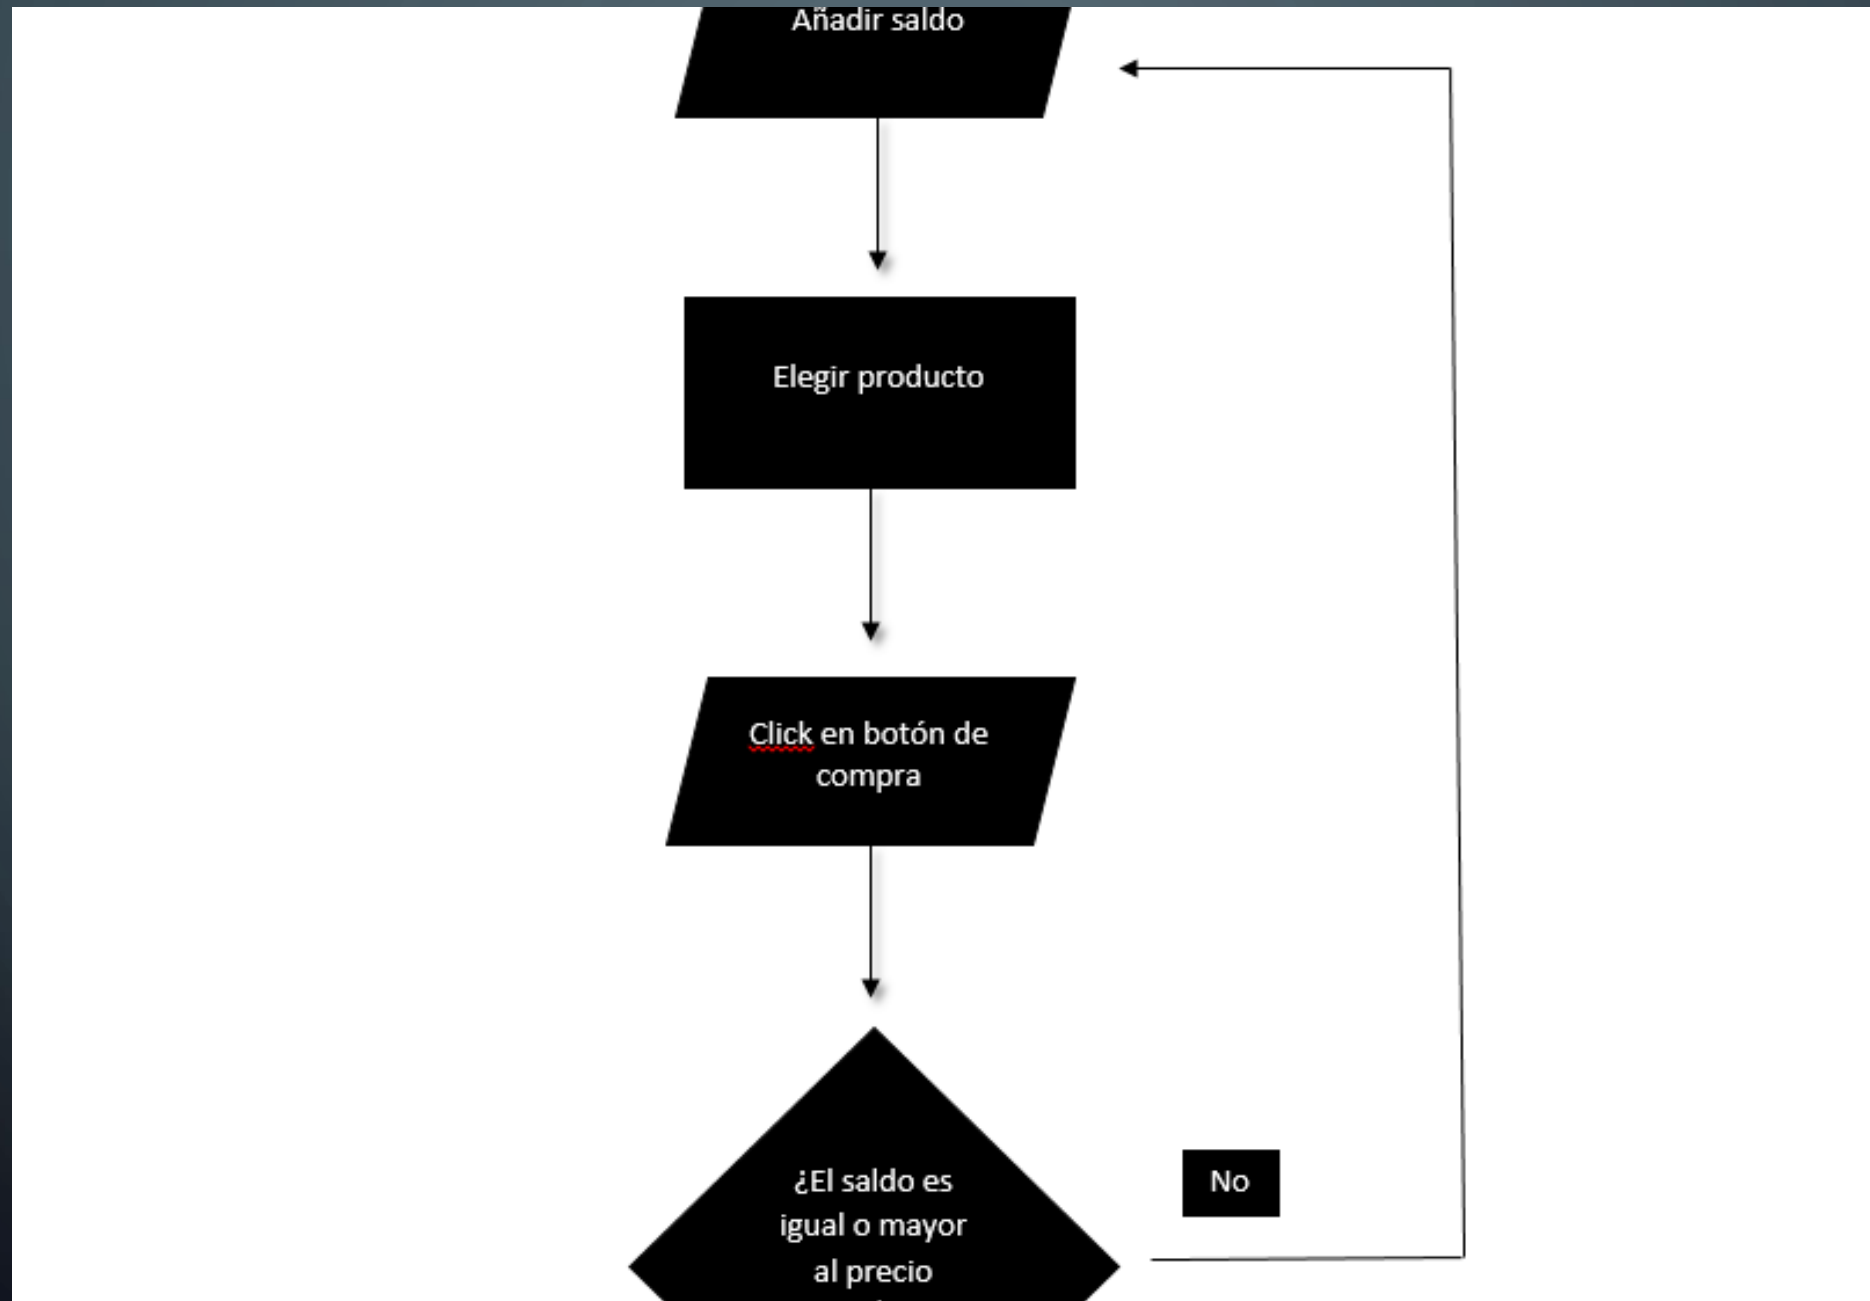 Añadir saldo
Elegir producto
Click en botón de
compra
¿El saldo es
igual o mayor
al precio
No